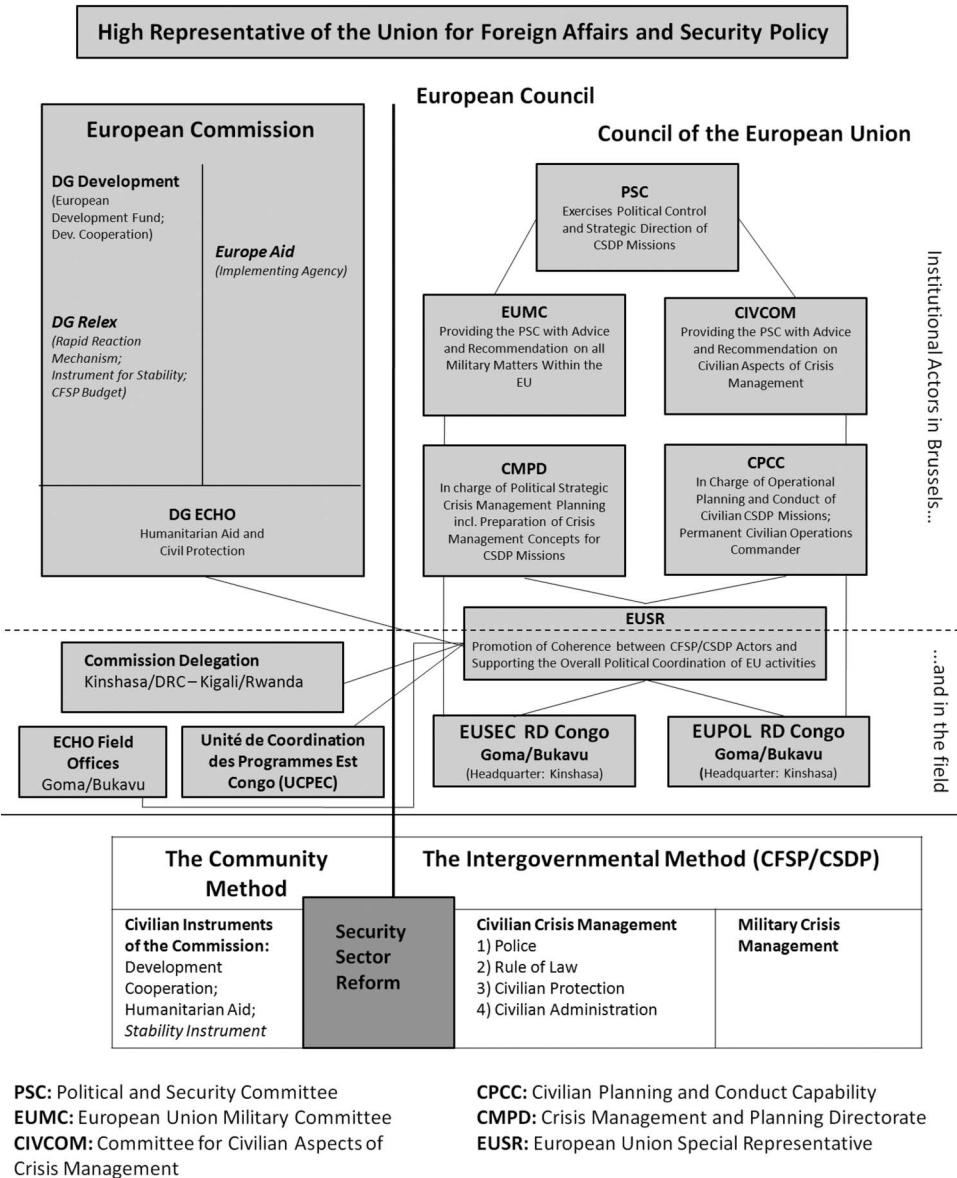 High Representative of the Union for Foreign Affairs and Security Policy
European Commission
DG Development
(European
Development Fund;
Dev. Cooperation)
Europe Aid
(Implementing Agency)
DG Relex
(Rapid Reaction
Mechanism;
Instrument for Stability;
CFSP Budget)
DG ECHO
Humanitarian Aid and
Civil Protection
European Council
Council of the European Union
PSC
Exercises Political Control
and Strategic Direction of
CSDP Missions
EUMC
Providing the PSC with Advice
and Recommendation on all
Military Matters Within the
EU
CIVCOM
Providing the PSC with Advice
and Recommendation on
Civilian Aspects of Crisis
Management
CMPD
In charge of Political Strategic
Crisis Management Planning
incl. Preparation of Crisis
Management Concepts for
CSDP Missions
CPCC
In Charge of Operational
Planning and Conduct of
Civilian CSDP Missions;
Permanent Civilian Operations
Commander
Institutional Actors in Brussels...
EUSR
Promotion of Coherence between CFSP/CSDP Actors and
Supporting the Overall Political Coordination of EU activities
Commission Delegation
Kinshasa/DRC – Kigali/Rwanda
ECHO Field
Offices
Goma/Bukavu
Unité de Coordination
des Programmes Est
Congo (UCPEC)
EUSEC RD Congo
Goma/Bukavu
(Headquarter: Kinshasa)
EUPOL RD Congo
Goma/Bukavu
(Headquarter: Kinshasa)
...and in the field
The Community
Method
The Intergovernmental Method (CFSP/CSDP)
Civilian Instruments
of the Commission:
Development
Cooperation;
Humanitarian Aid;
Stability Instrument
Security
Sector
Reform
Civilian Crisis Management
1) Police
2) Rule of Law
3) Civilian Protection
4) Civilian Administration
Military Crisis
Management
PSC: Political and Security Committee
EUMC: European Union Military Committee
CIVCOM: Committee for Civilian Aspects of
Crisis Management
CPCC: Civilian Planning and Conduct Capability
CMPD: Crisis Management and Planning Directorate
EUSR: European Union Special Representative